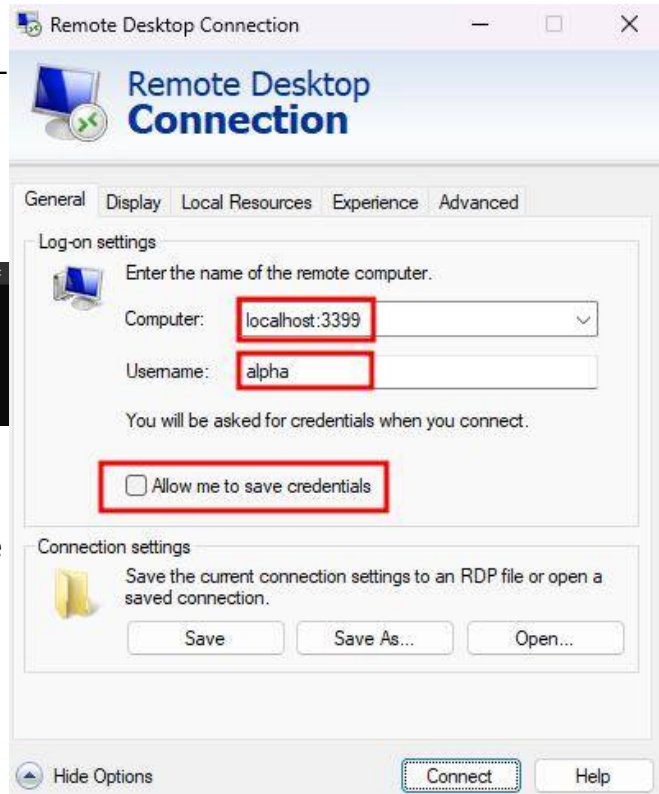 Remote Desktop Connection
Remote Desktop
Connection
General Display Local Resources Experience Advanced
Log-on settings
Enter the name of the remote computer.
Computer: localhost:3399
Username: alpha
You will be asked for credentials when you connect.
Allow me to save credentials
Connection settings
Save the current connection settings to an RDP file or open a
saved connection.
Save Save As... Open...
Hide Options Connect Help